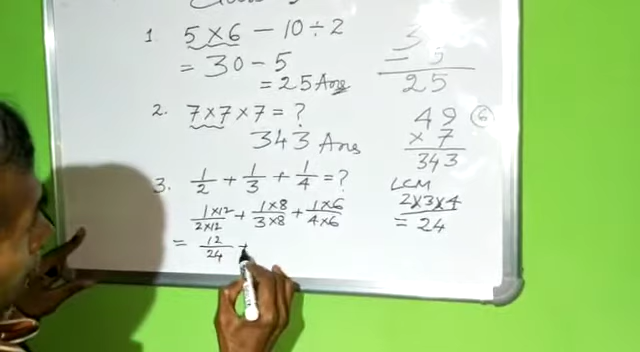 1. 5 × 6 − 10 ÷ 2
= 30 − 5
= 25 Ans
− 5
25
2. 7 × 7 × 7 = ?
343 Ans
49 6
× 7
343
3. 1/2 + 1/3 + 1/4 = ?
1×12/2×12 + 1×8/3×8 + 1×6/4×6
= 12/24 +
LCM
2×3×4
= 24